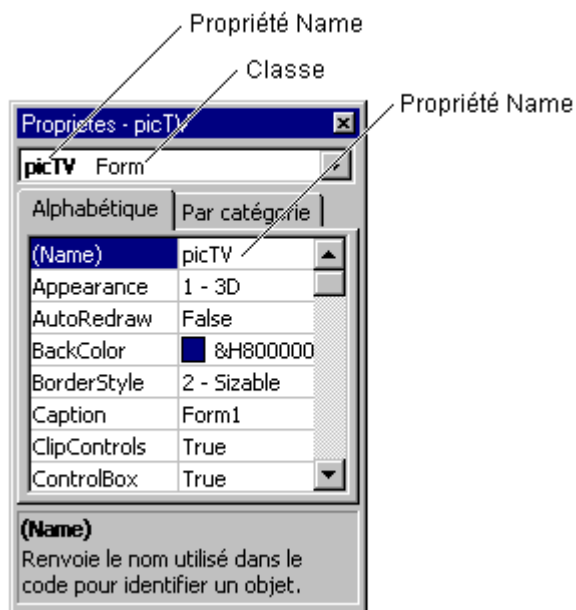 Propriété Name
Classe
Propriété Name
Propriétés - picTV
picTV Form
Alphabétique Par catégorie
(Name) picTV
Appearance 1 - 3D
AutoRedraw False
BackColor &H800000
BorderStyle 2 - Sizable
Caption Form1
ClipControls True
ControlBox True
(Name)
Renvoie le nom utilisé dans le
code pour identifier un objet.